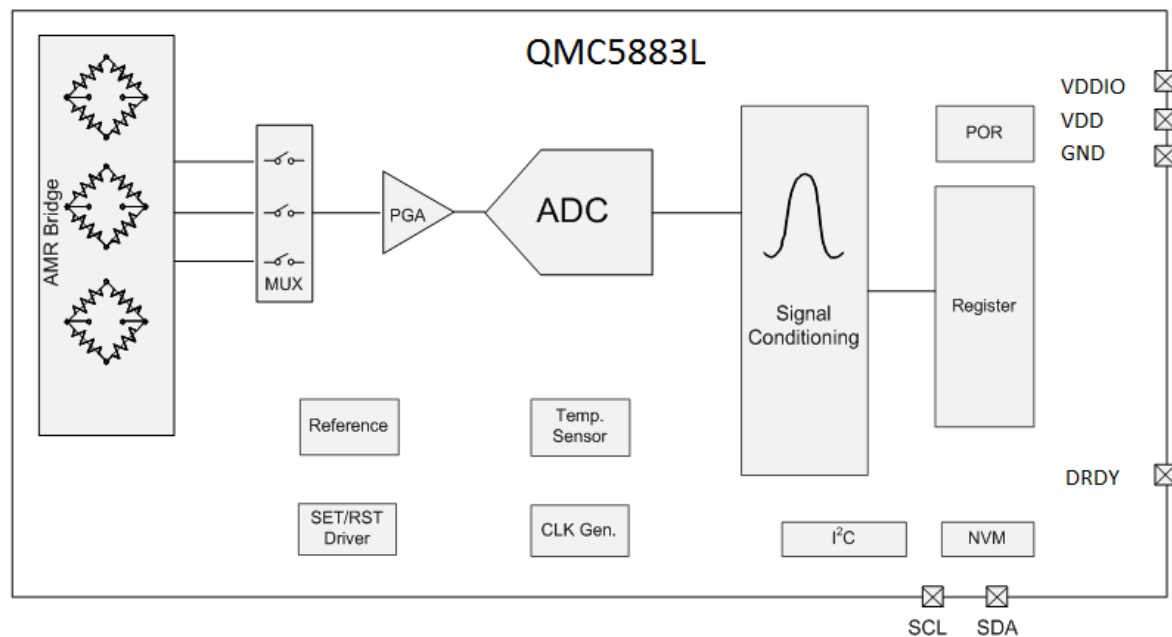 QMC5883L
AMR Bridge
MUX
PGA
ADC
Signal
Conditioning
POR
Register
VDDIO
VDD
GND
Reference
Temp.
Sensor
DRDY
SET/RST
Driver
CLK Gen.
I²C
NVM
SCL
SDA